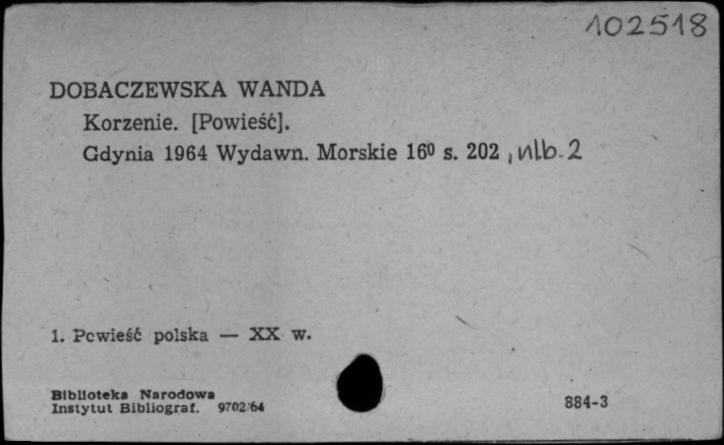 102518
DOBACZEWSKA WANDA
Korzenie. [Powieść].
Gdynia 1964 Wydawn. Morskie 16⁰ s. 202 , nlb. 2
1. Powieść polska — XX w.
Biblioteka Narodowa
Instytut Bibliograf. 9702/64
884-3